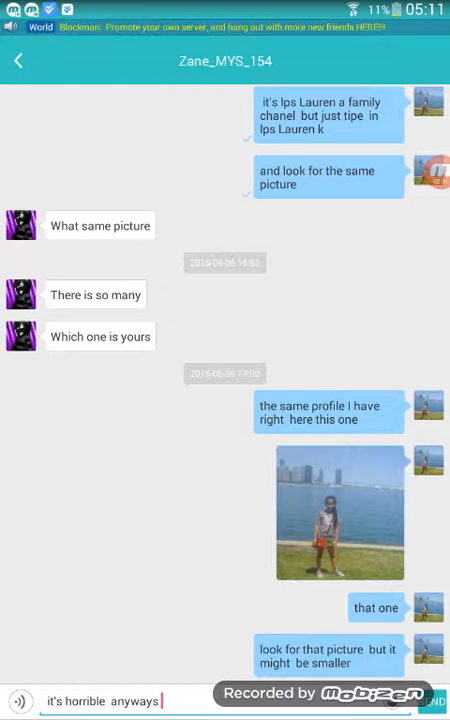 11% 05:11
World Blockman: Promote your own server, and hang out with more new friends HERE!!!
Zane_MYS_154
it's lps Lauren a family
chanel but just tipe in
lps Lauren k
and look for the same
picture
What same picture
There is so many
Which one is yours
the same profile I have
right here this one
that one
look for that picture but it
might be smaller
it's horrible anyways
SEND
Recorded by mobizen